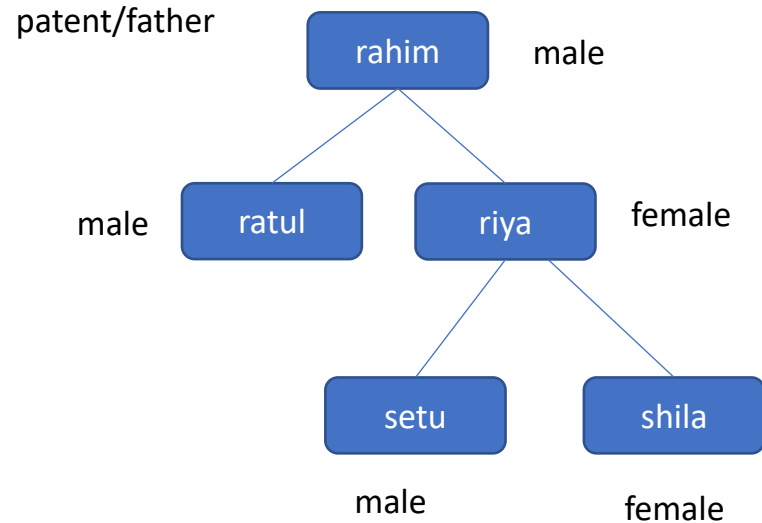 patent/father
rahim
male
male
ratul
riya
female
setu
shila
male
female